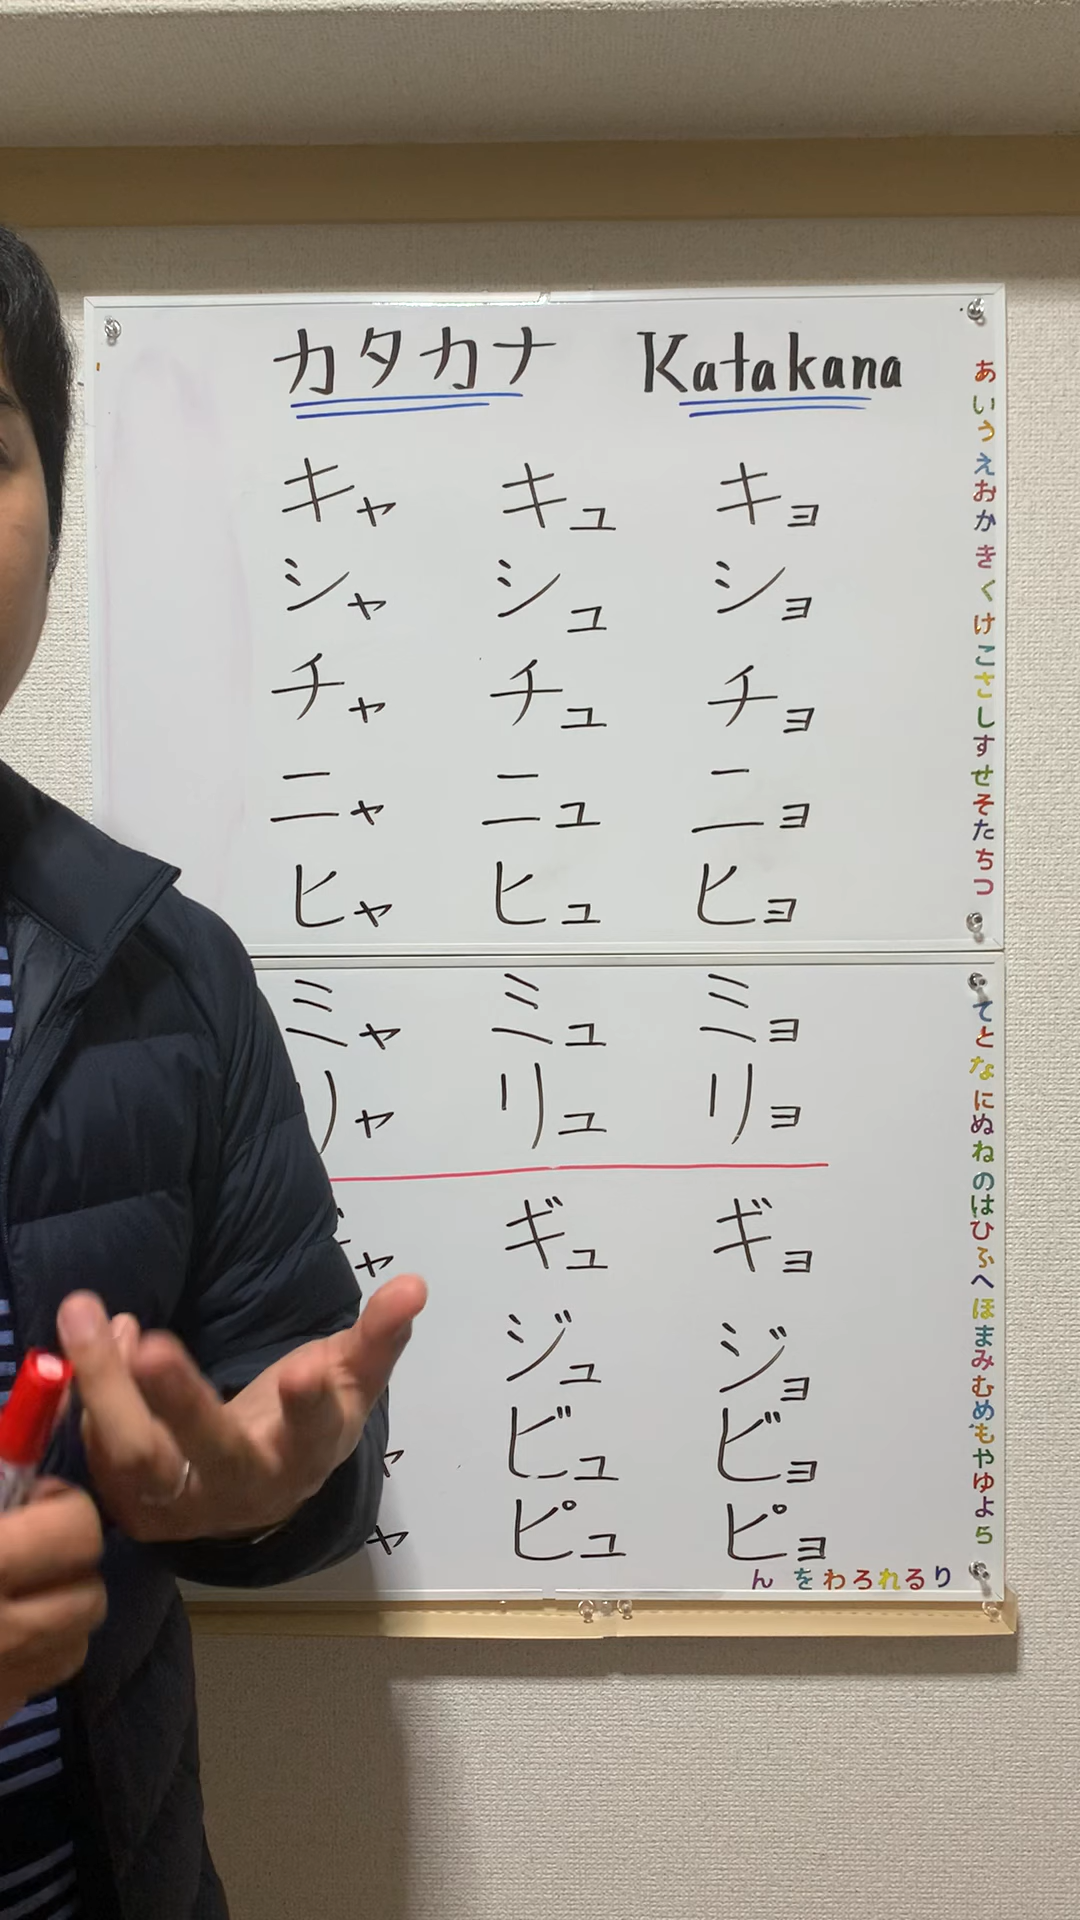 カタカナ Katakana
キャ キュ キョ
シャ シュ ショ
チャ チュ チョ
ニャ ニュ ニョ
ヒャ ヒュ ヒョ
ミャ ミュ ミョ
リャ リュ リョ
ャ ギュ ギョ
ジュ ジョ
ャ ビュ ビョ
ャ ピュ ピョ
あいうえおかきくけこさしすせそたちつ
てとなにぬねのはひふへほまみむめもやゆよら
りるれろわをん